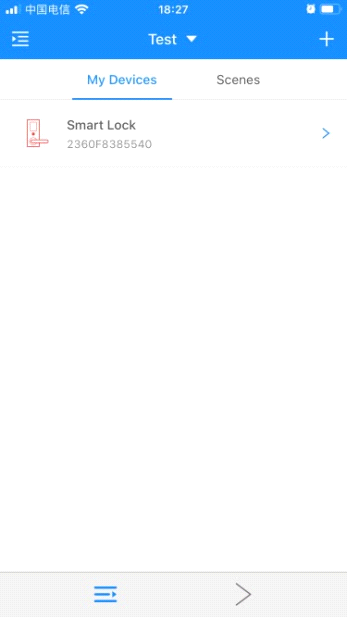 中国电信 18:27
Test
My Devices Scenes
Smart Lock
2360F8385540